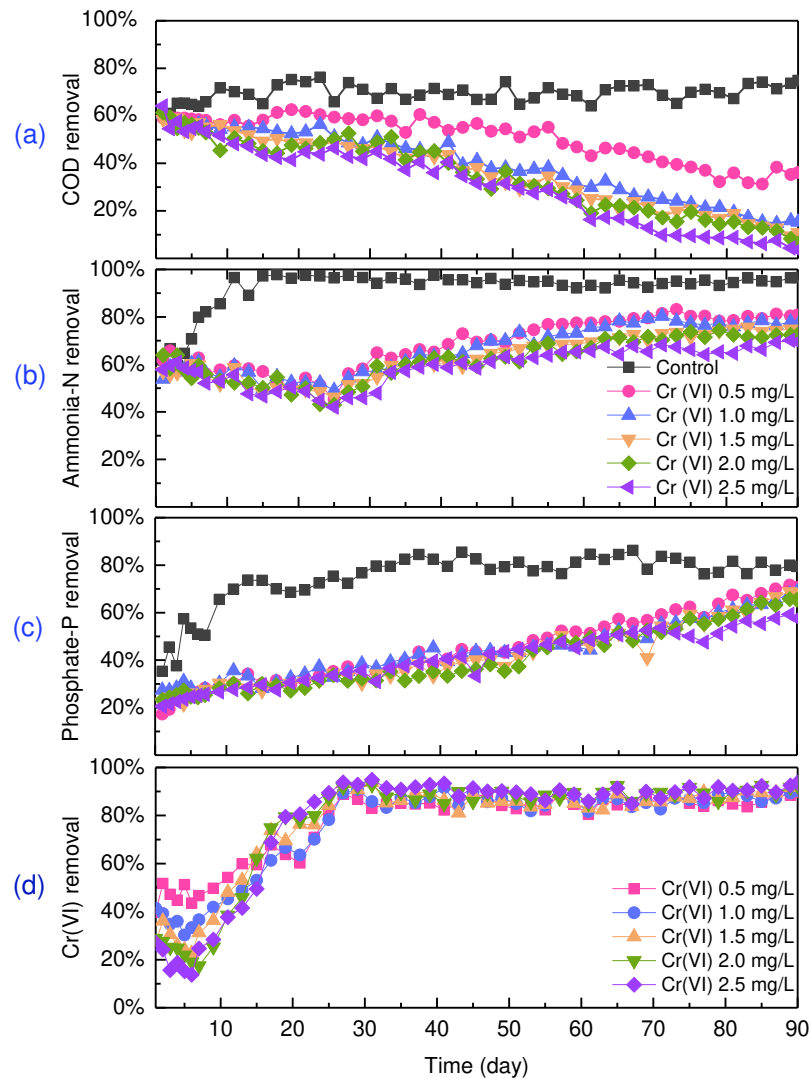 100%
80%
60%
40%
20%
COD removal
(a)
100%
80%
60%
40%
20%
Ammonia-N removal
(b)
Control
Cr (VI) 0.5 mg/L
Cr (VI) 1.0 mg/L
Cr (VI) 1.5 mg/L
Cr (VI) 2.0 mg/L
Cr (VI) 2.5 mg/L
100%
80%
60%
40%
20%
Phosphate-P removal
(c)
100%
80%
60%
40%
20%
0%
Cr(VI) removal
(d)
Cr(VI) 0.5 mg/L
Cr(VI) 1.0 mg/L
Cr(VI) 1.5 mg/L
Cr(VI) 2.0 mg/L
Cr(VI) 2.5 mg/L
10 20 30 40 50 60 70 80 90
Time (day)